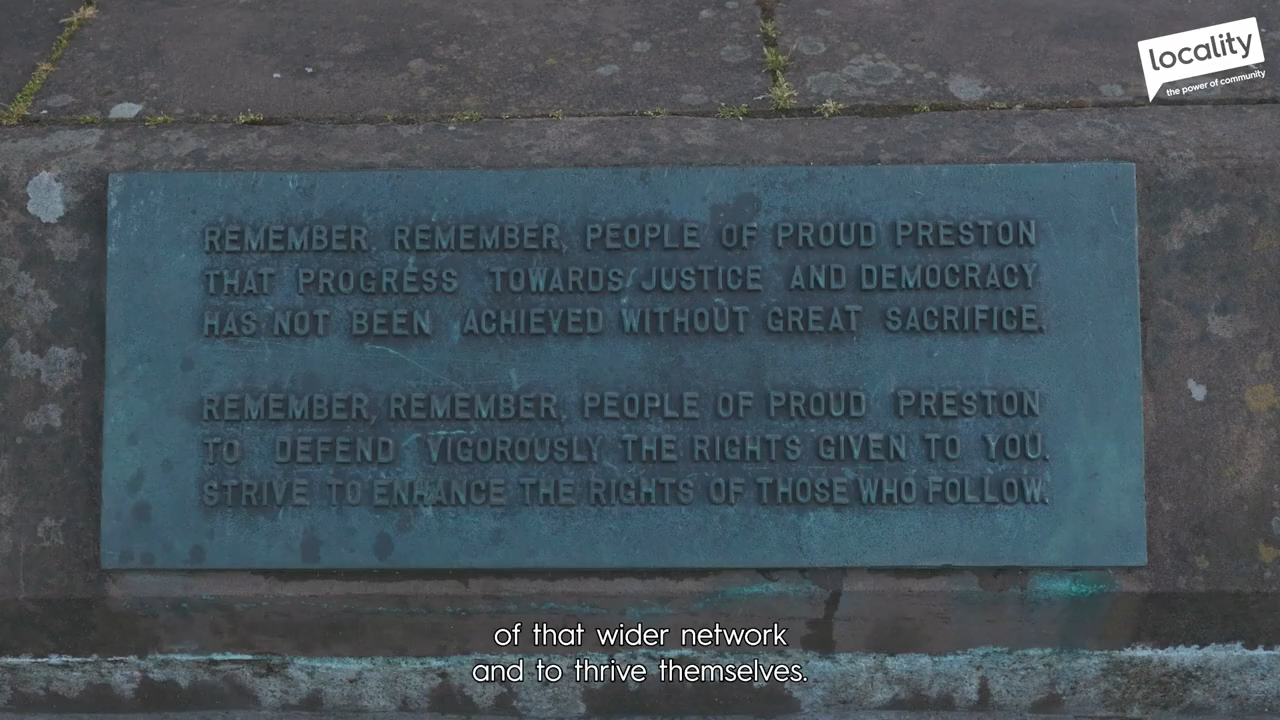 locality
the power of community
REMEMBER, REMEMBER, PEOPLE OF PROUD PRESTON
THAT PROGRESS TOWARDS JUSTICE AND DEMOCRACY
HAS NOT BEEN ACHIEVED WITHOUT GREAT SACRIFICE.
REMEMBER, REMEMBER, PEOPLE OF PROUD PRESTON
TO DEFEND VIGOROUSLY THE RIGHTS GIVEN TO YOU.
STRIVE TO ENHANCE THE RIGHTS OF THOSE WHO FOLLOW.
of that wider network
and to thrive themselves.